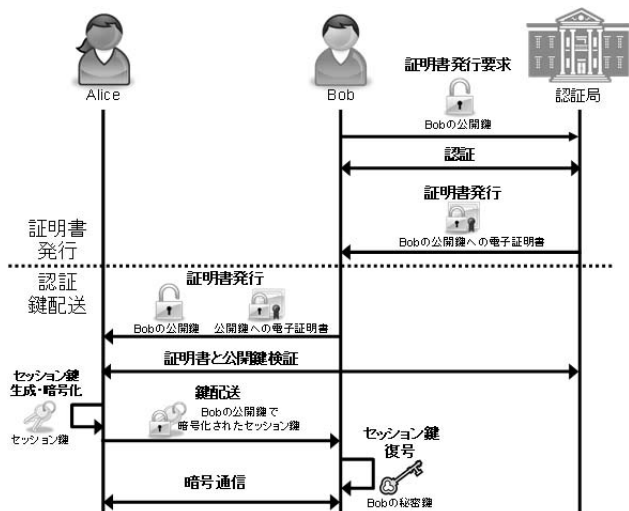 Alice
Bob
認証局
証明書発行要求
Bobの公開鍵
認証
証明書発行
Bobの公開鍵への電子証明書
証明書
発行
認証
鍵配送
証明書発行
Bobの公開鍵 公開鍵への電子証明書
証明書と公開鍵検証
セッション鍵
生成・暗号化
セッション鍵
鍵配送
Bobの公開鍵で
暗号化されたセッション鍵
セッション鍵
復号
Bobの秘密鍵
暗号通信